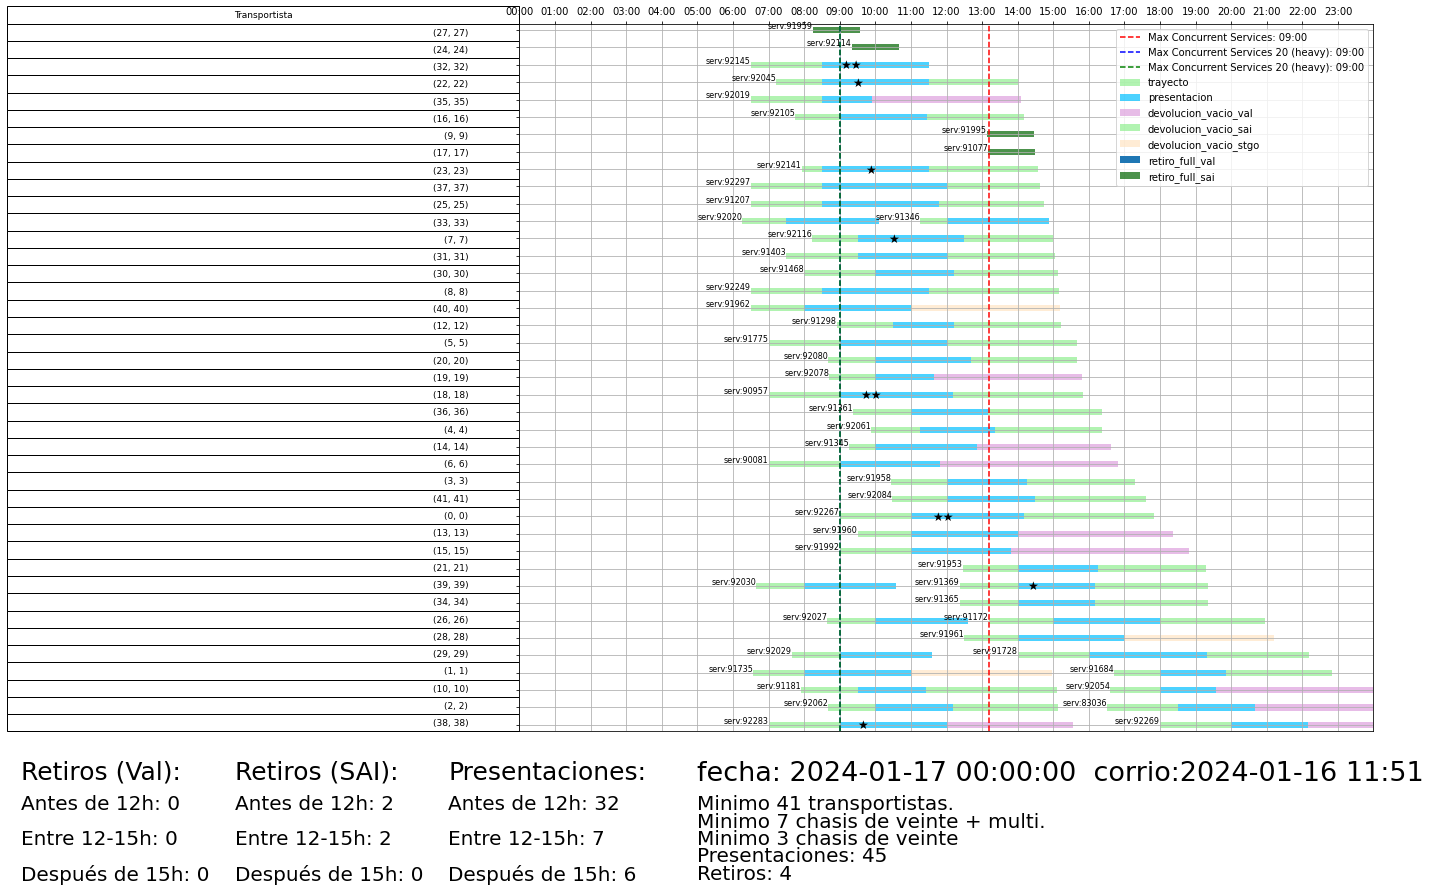 Transportista
00:00 01:00 02:00 03:00 04:00 05:00 06:00 07:00 08:00 09:00 10:00 11:00 12:00 13:00 14:00 15:00 16:00 17:00 18:00 19:00 20:00 21:00 22:00 23:00
Max Concurrent Services: 09:00
Max Concurrent Services 20 (heavy): 09:00
Max Concurrent Services 20 (heavy): 09:00
trayecto
presentacion
devolucion_vacio_val
devolucion_vacio_sai
devolucion_vacio_stgo
retiro_full_val
retiro_full_sai
(27, 27) serv:91959
(24, 24) serv:92114
(32, 32) serv:92145
(22, 22) serv:92045
(35, 35) serv:92019
(16, 16) serv:92105
(9, 9) serv:91995
(17, 17) serv:91077
(23, 23) serv:92141
(37, 37) serv:92297
(25, 25) serv:91207
(33, 33) serv:92020 serv:91346
(7, 7) serv:92116
(31, 31) serv:91403
(30, 30) serv:91468
(8, 8) serv:92249
(40, 40) serv:91962
(12, 12) serv:91298
(5, 5) serv:91775
(20, 20) serv:92080
(19, 19) serv:92078
(18, 18) serv:90957
(36, 36) serv:91361
(4, 4) serv:92061
(14, 14) serv:91345
(6, 6) serv:90081
(3, 3) serv:91958
(41, 41) serv:92084
(0, 0) serv:92267
(13, 13) serv:91960
(15, 15) serv:91992
(21, 21) serv:91953
(39, 39) serv:92030 serv:91369
(34, 34) serv:91365
(26, 26) serv:92027 serv:91172
(28, 28) serv:91961
(29, 29) serv:92029 serv:91728
(1, 1) serv:91735 serv:91684
(10, 10) serv:91181 serv:92054
(2, 2) serv:92062 serv:83036
(38, 38) serv:92283 serv:92269
Retiros (Val):
Antes de 12h: 0
Entre 12-15h: 0
Después de 15h: 0
Retiros (SAI):
Antes de 12h: 2
Entre 12-15h: 2
Después de 15h: 0
Presentaciones:
Antes de 12h: 32
Entre 12-15h: 7
Después de 15h: 6
fecha: 2024-01-17 00:00:00 corrio:2024-01-16 11:51
Minimo 41 transportistas.
Minimo 7 chasis de veinte + multi.
Minimo 3 chasis de veinte
Presentaciones: 45
Retiros: 4